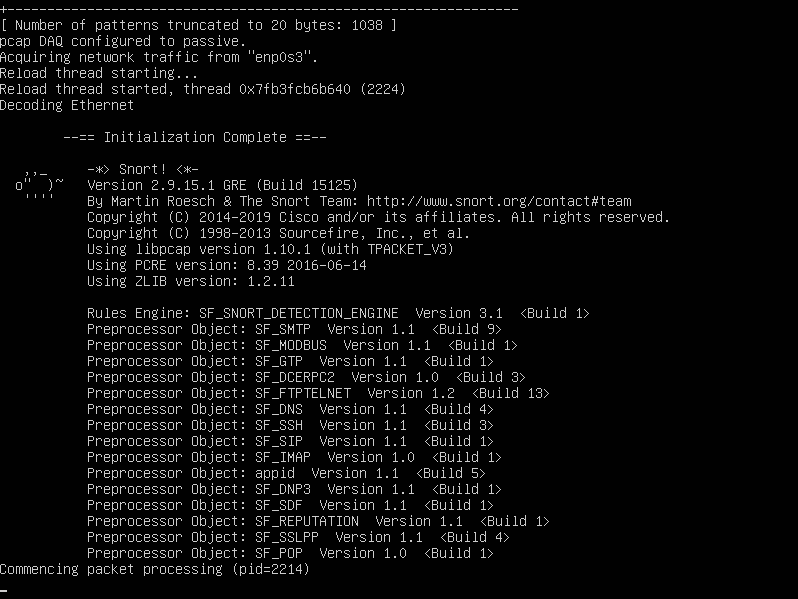 +-----------------------------------------------------------------
[ Number of patterns truncated to 20 bytes: 1038 ]
pcap DAQ configured to passive.
Acquiring network traffic from "enp0s3".
Reload thread starting...
Reload thread started, thread 0x7fb3fcb6b640 (2224)
Decoding Ethernet

        --== Initialization Complete ==--

   ,,_     -*> Snort! <*-
  o"  )~   Version 2.9.15.1 GRE (Build 15125)
   ''''    By Martin Roesch & The Snort Team: http://www.snort.org/contact#team
           Copyright (C) 2014-2019 Cisco and/or its affiliates. All rights reserved.
           Copyright (C) 1998-2013 Sourcefire, Inc., et al.
           Using libpcap version 1.10.1 (with TPACKET_V3)
           Using PCRE version: 8.39 2016-06-14
           Using ZLIB version: 1.2.11

           Rules Engine: SF_SNORT_DETECTION_ENGINE  Version 3.1  <Build 1>
           Preprocessor Object: SF_SMTP  Version 1.1  <Build 9>
           Preprocessor Object: SF_MODBUS  Version 1.1  <Build 1>
           Preprocessor Object: SF_GTP  Version 1.1  <Build 1>
           Preprocessor Object: SF_DCERPC2  Version 1.0  <Build 3>
           Preprocessor Object: SF_FTPTELNET  Version 1.2  <Build 13>
           Preprocessor Object: SF_DNS  Version 1.1  <Build 4>
           Preprocessor Object: SF_SSH  Version 1.1  <Build 3>
           Preprocessor Object: SF_SIP  Version 1.1  <Build 1>
           Preprocessor Object: SF_IMAP  Version 1.0  <Build 1>
           Preprocessor Object: appid  Version 1.1  <Build 5>
           Preprocessor Object: SF_DNP3  Version 1.1  <Build 1>
           Preprocessor Object: SF_SDF  Version 1.1  <Build 1>
           Preprocessor Object: SF_REPUTATION  Version 1.1  <Build 1>
           Preprocessor Object: SF_SSLPP  Version 1.1  <Build 4>
           Preprocessor Object: SF_POP  Version 1.0  <Build 1>
Commencing packet processing (pid=2214)